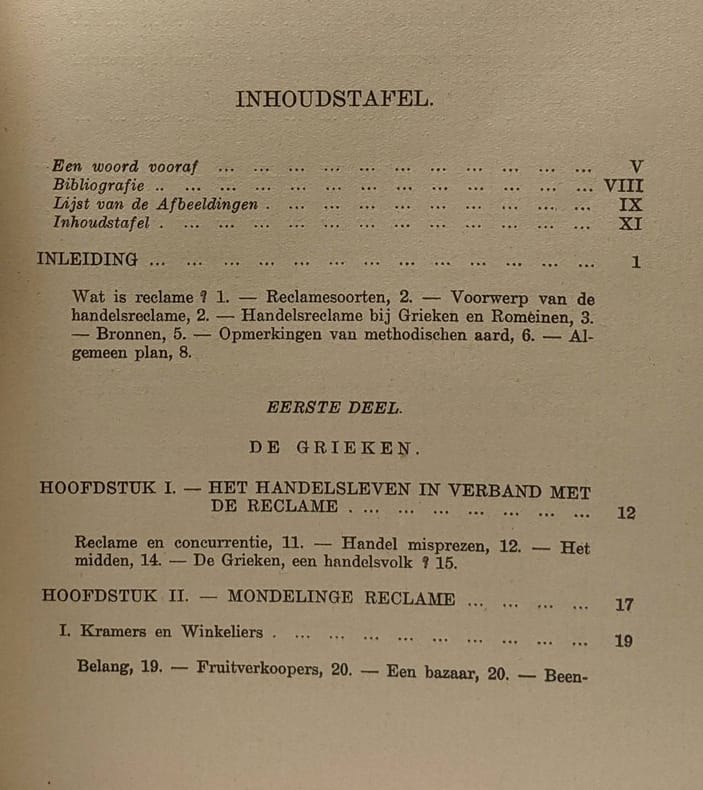 INHOUDSTAFEL.
Een woord vooraf ... ... ... ... ... ... ... ... ... ... ... V
Bibliografie .. ... ... ... ... ... ... ... ... ... ... ... ... VIII
Lijst van de Afbeeldingen . ... ... ... ... ... ... ... ... ... IX
Inhoudstafel . ... ... ... ... ... ... ... ... ... ... ... ... XI
INLEIDING ... ... ... ... ... ... ... ... ... ... ... ... ... 1
Wat is reclame ? 1. — Reclamesoorten, 2. — Voorwerp van de
handelsreclame, 2. — Handelsreclame bij Grieken en Romeinen, 3.
— Bronnen, 5. — Opmerkingen van methodischen aard, 6. — Al-
gemeen plan, 8.
EERSTE DEEL.
DE GRIEKEN.
HOOFDSTUK I. — HET HANDELSLEVEN IN VERBAND MET
DE RECLAME . ... ... ... ... ... ... ... 12
Reclame en concurrentie, 11. — Handel misprezen, 12. — Het
midden, 14. — De Grieken, een handelsvolk ? 15.
HOOFDSTUK II. — MONDELINGE RECLAME ... ... ... ... 17
I. Kramers en Winkeliers . ... ... ... ... ... ... ... ... ... 19
Belang, 19. — Fruitverkoopers, 20. — Een bazaar, 20. — Been-